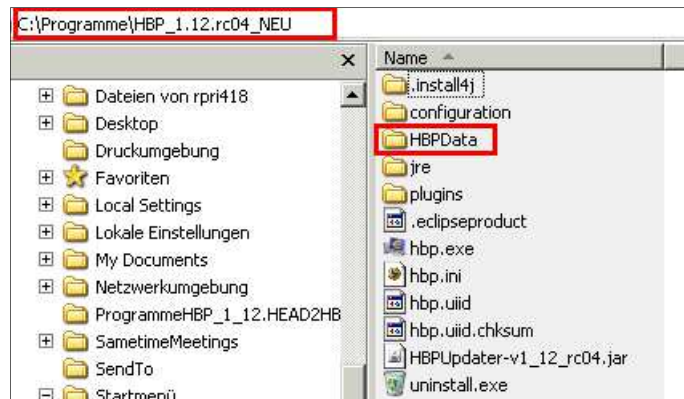 C:\Programme\HBP_1.12.rc04_NEU
Dateien von rpri418
Desktop
Druckumgebung
Favoriten
Local Settings
Lokale Einstellungen
My Documents
Netzwerkumgebung
ProgrammeHBP_1_12.HEAD2HB
SametimeMeetings
SendTo
Startmenü
Name
.install4j
configuration
HBPData
jre
plugins
.eclipseproduct
hbp.exe
hbp.ini
hbp.uiid
hbp.uiid.chksum
HBPUpdater-v1_12_rc04.jar
uninstall.exe